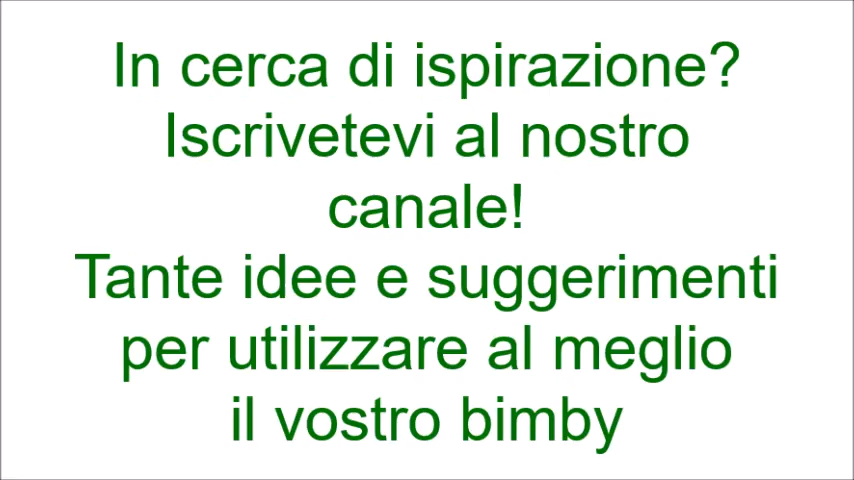 In cerca di ispirazione?
Iscrivetevi al nostro
canale!
Tante idee e suggerimenti
per utilizzare al meglio
il vostro bimby